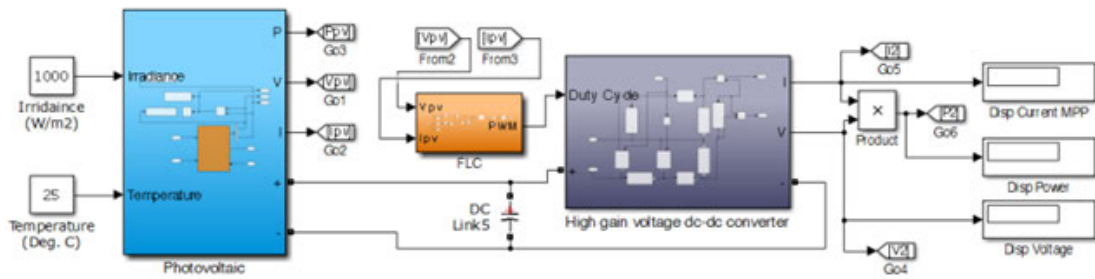 1000
Irridaince
(W/m2)
25
Temperature
(Deg. C)
Irradiance
Temperature
P
V
I
+
-
Photovoltaic
[Ppv]
Go3
[Vpv]
Go1
[Ipv]
Go2
[Vpv]
From2
[Ipv]
From3
Vpv
Ipv
PWM
FLC
DC
Link5
Duty Cycle
+
I
V
-
High gain voltage dc-dc converter
[I2]
Go5
×
Product
[P2]
Go6
[V2]
Go4
Disp Current MPP
Disp Power
Disp Voltage